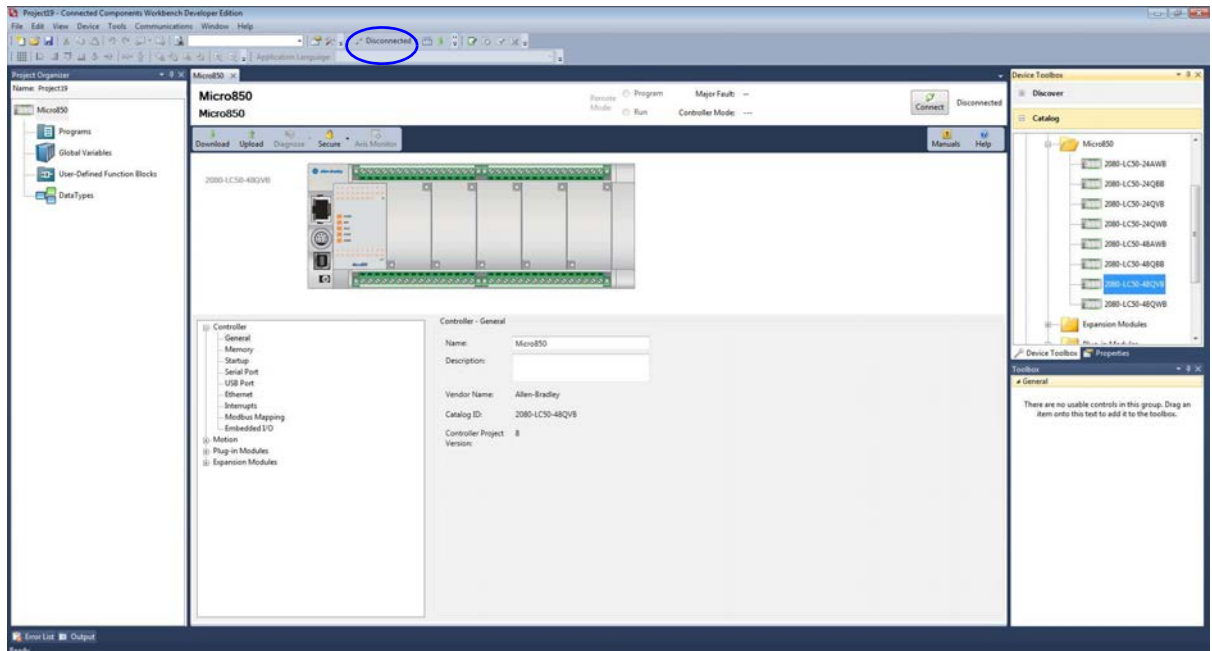 Project19 - Connected Components Workbench Developer Edition
File Edit View Device Tools Communications Window Help
Disconnected
Application Language:
Project Organizer
Name: Project19
Micro850
Programs
Global Variables
User-Defined Function Blocks
DataTypes
Micro850
Micro850
Micro850
Remote Mode:
Program
Run
Major Fault: --
Controller Mode: ---
Connect
Disconnected
Download Upload Diagnose Secure Axis Monitor
Manuals Help
2080-LC50-48QVB
Controller
General
Memory
Startup
Serial Port
USB Port
Ethernet
Interrupts
Modbus Mapping
Embedded I/O
Motion
Plug-in Modules
Expansion Modules
Controller - General
Name: Micro850
Description:
Vendor Name: Allen-Bradley
Catalog ID: 2080-LC50-48QVB
Controller Project Version: 8
Device Toolbox
Discover
Catalog
Micro850
2080-LC50-24AWB
2080-LC50-24QBB
2080-LC50-24QVB
2080-LC50-24QWB
2080-LC50-48AWB
2080-LC50-48QBB
2080-LC50-48QVB
2080-LC50-48QWB
Expansion Modules
Device Toolbox Properties
Toolbox
General
There are no usable controls in this group. Drag an
item onto this text to add it to the toolbox.
Error List Output
Ready